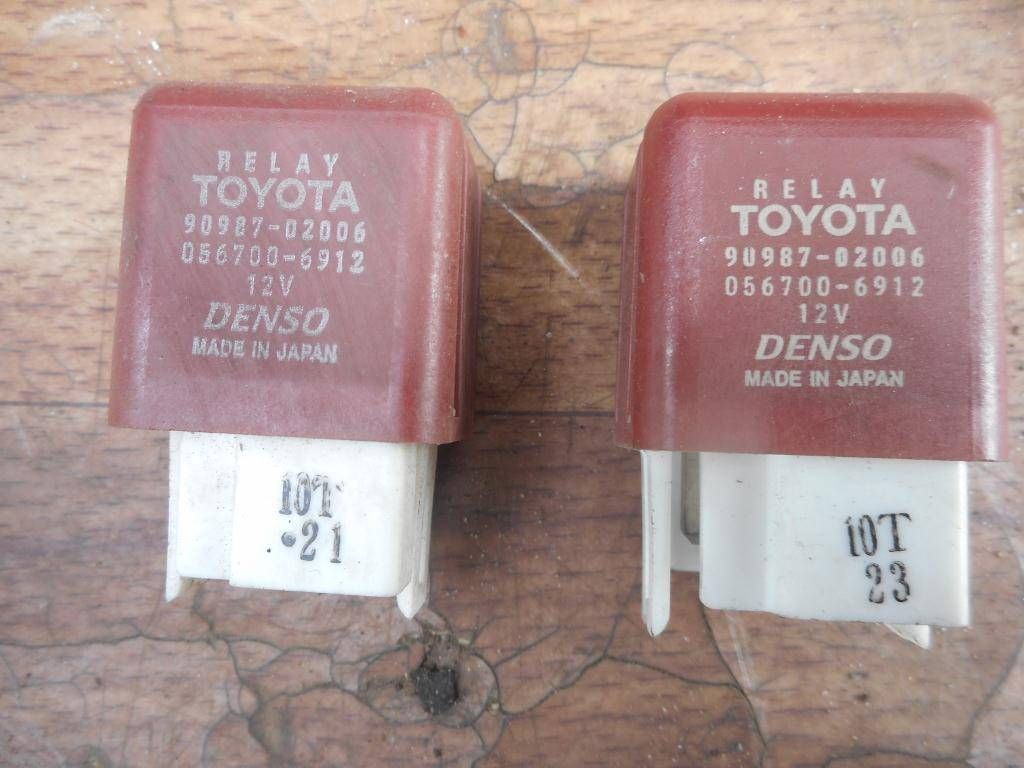 RELAY
TOYOTA
90987-02006
056700-6912
12V
DENSO
MADE IN JAPAN
10T
21
RELAY
TOYOTA
90987-02006
056700-6912
12V
DENSO
MADE IN JAPAN
10T
23